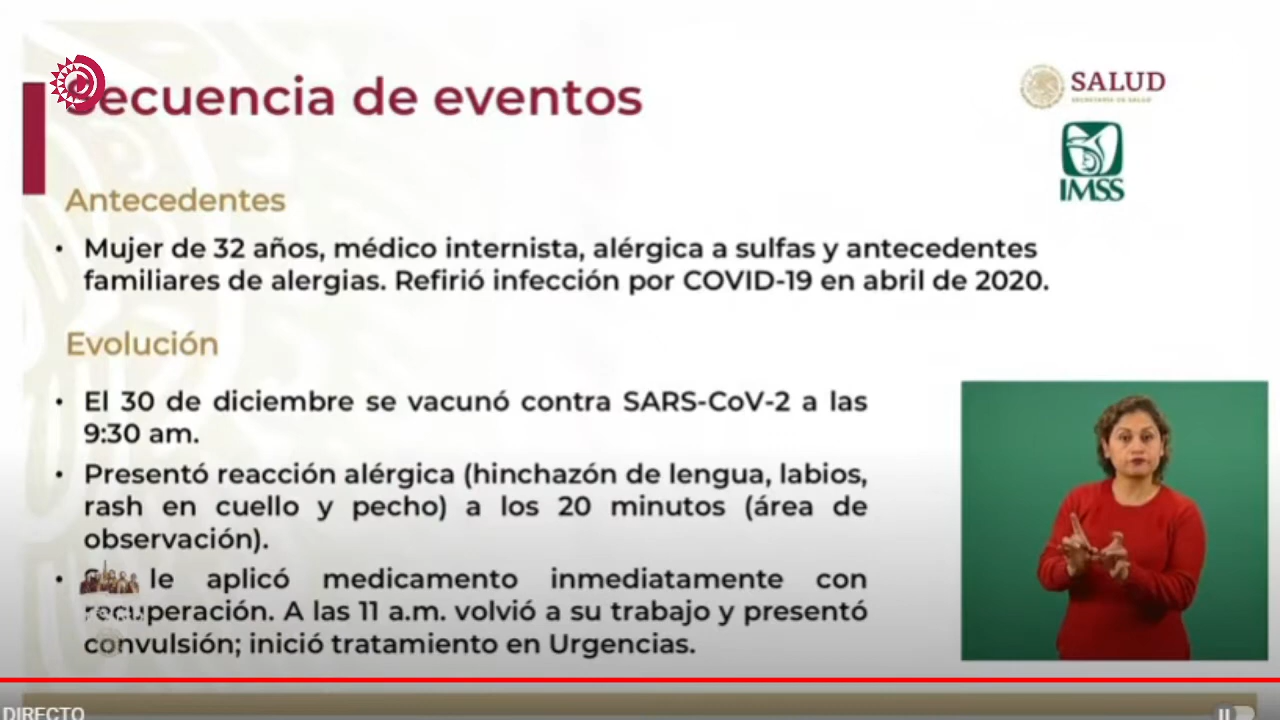 Secuencia de eventos
SALUD
SECRETARÍA DE SALUD
IMSS
Antecedentes
• Mujer de 32 años, médico internista, alérgica a sulfas y antecedentes
familiares de alergias. Refirió infección por COVID-19 en abril de 2020.
Evolución
• El 30 de diciembre se vacunó contra SARS-CoV-2 a las
9:30 am.
• Presentó reacción alérgica (hinchazón de lengua, labios,
rash en cuello y pecho) a los 20 minutos (área de
observación).
• Se le aplicó medicamento inmediatamente con
recuperación. A las 11 a.m. volvió a su trabajo y presentó
convulsión; inició tratamiento en Urgencias.
DIRECTO